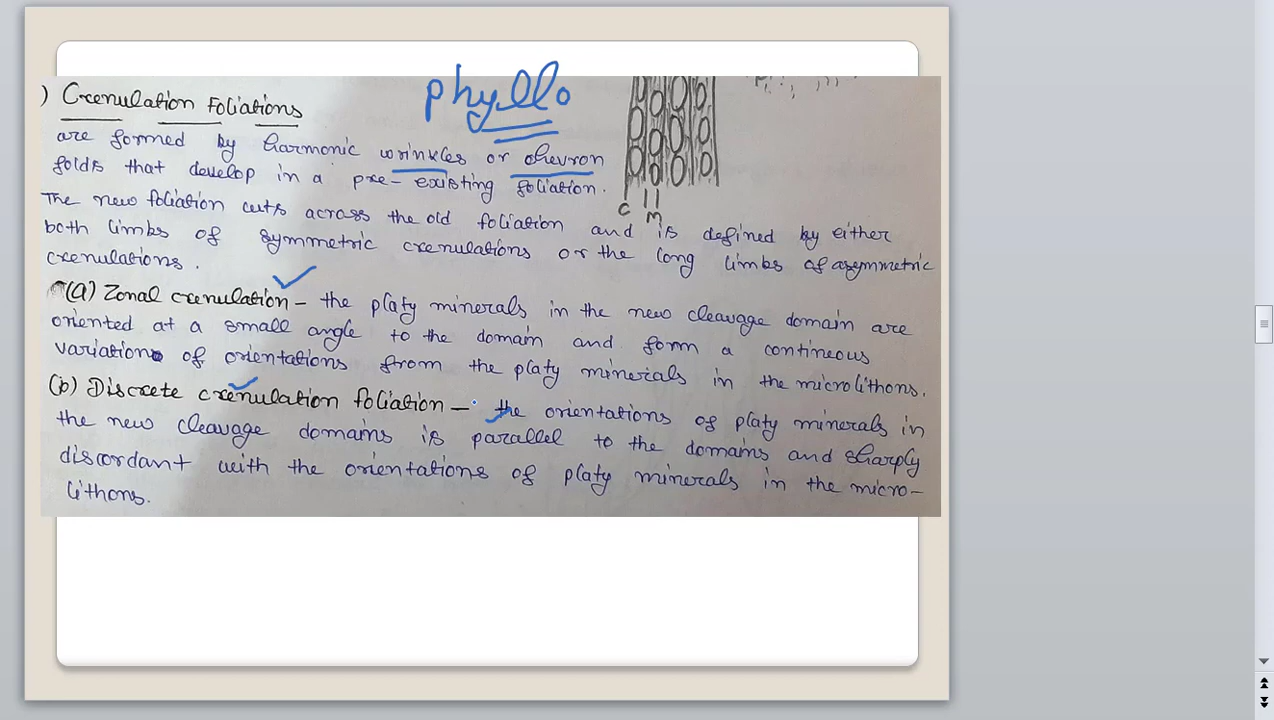 phyllo
) Crenulation Foliations
are formed by harmonic wrinkles or chevron
folds that develop in a pre-existing foliation.
The new foliation cuts across the old foliation and is defined by either
both limbs of symmetric crenulations or the long limbs of asymmetric
crenulations.
C
M
(a) Zonal crenulation – the platy minerals in the new cleavage domain are
oriented at a small angle to the domain and form a contineous
variation of orientations from the platy minerals in the microlithons.
(b) Discrete crenulation foliation – the orientations of platy minerals in
the new cleavage domains is parallel to the domains and sharply
discordant with the orientations of platy minerals in the micro-
lithons.